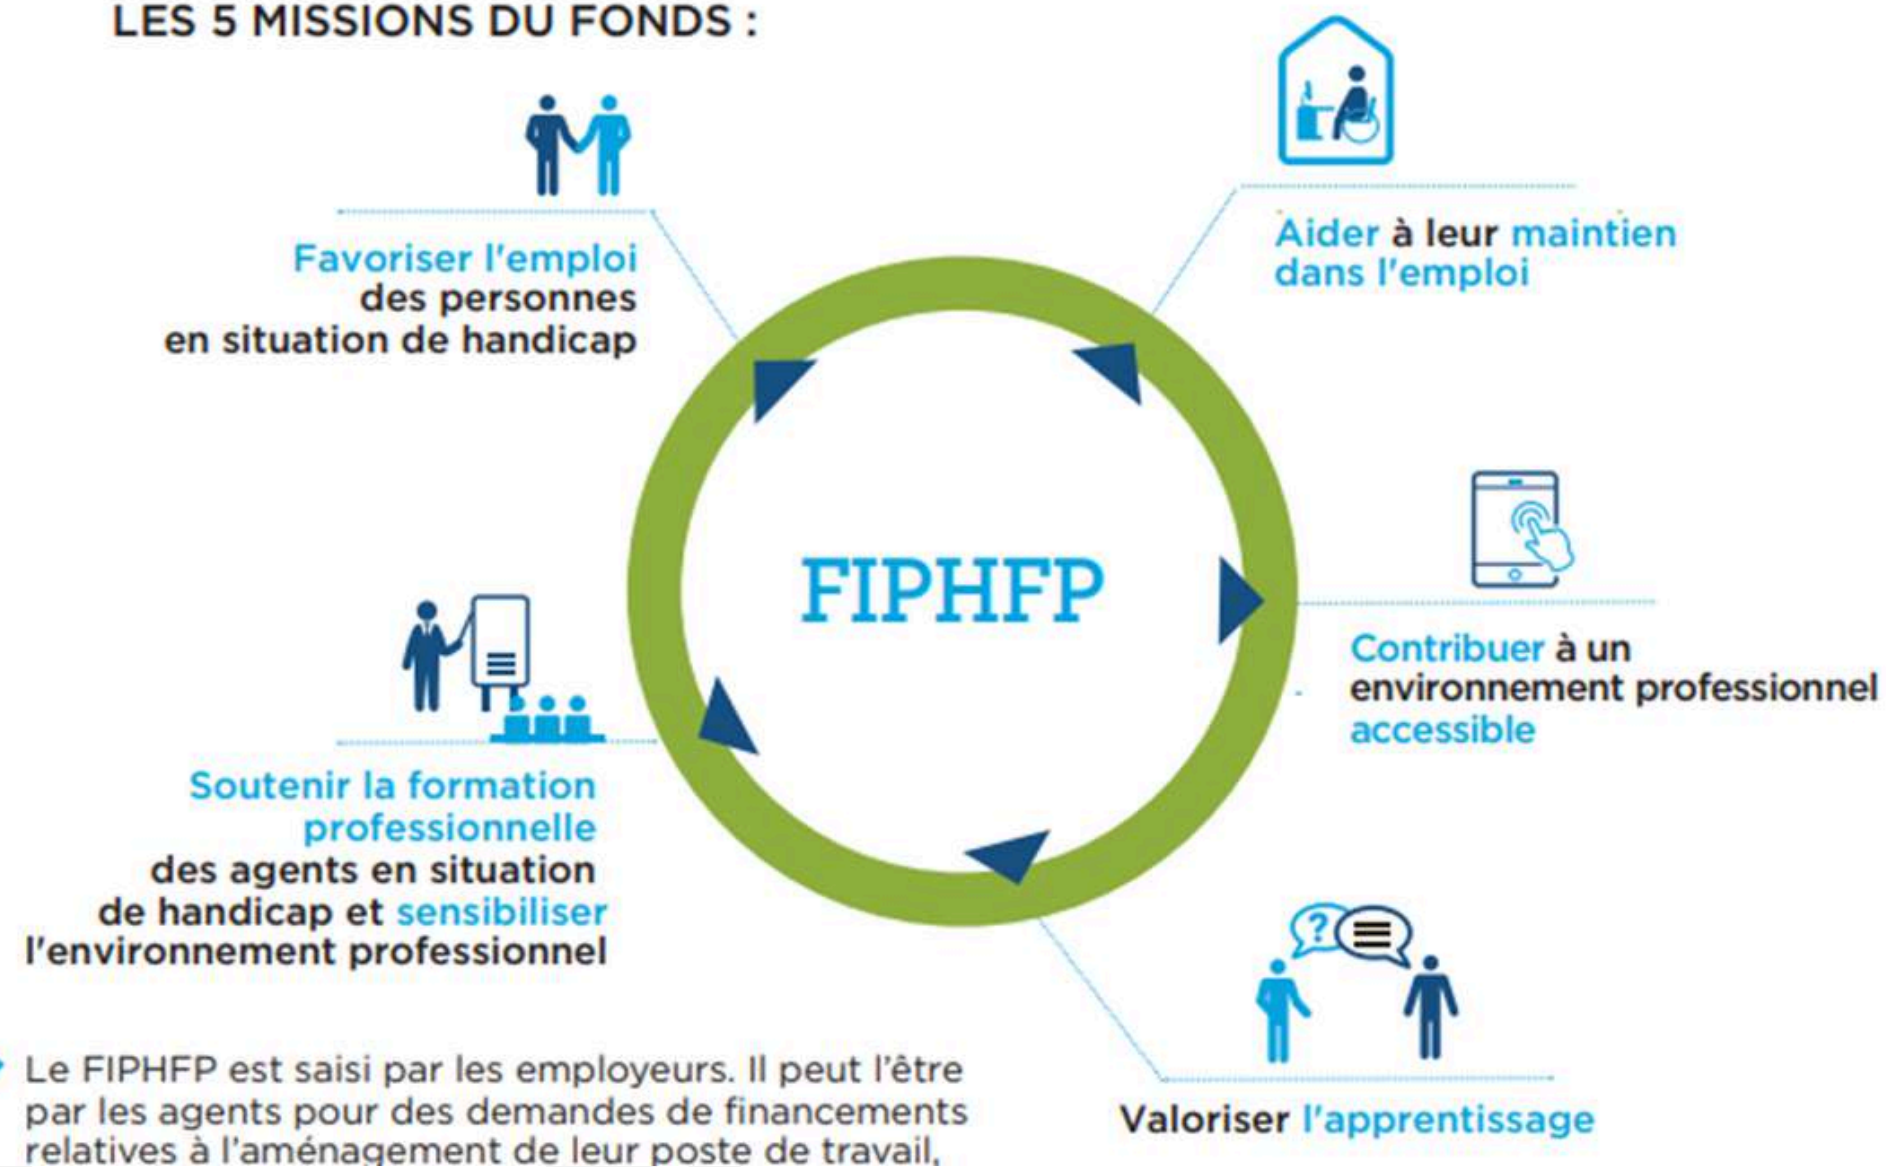 LES 5 MISSIONS DU FONDS :
Favoriser l'emploi
des personnes
en situation de handicap
Aider à leur maintien
dans l'emploi
FIPHFP
Contribuer à un
environnement professionnel
accessible
Soutenir la formation
professionnelle
des agents en situation
de handicap et sensibiliser
l'environnement professionnel
?
Valoriser l'apprentissage
Le FIPHFP est saisi par les employeurs. Il peut l'être
par les agents pour des demandes de financements
relatives à l'aménagement de leur poste de travail,